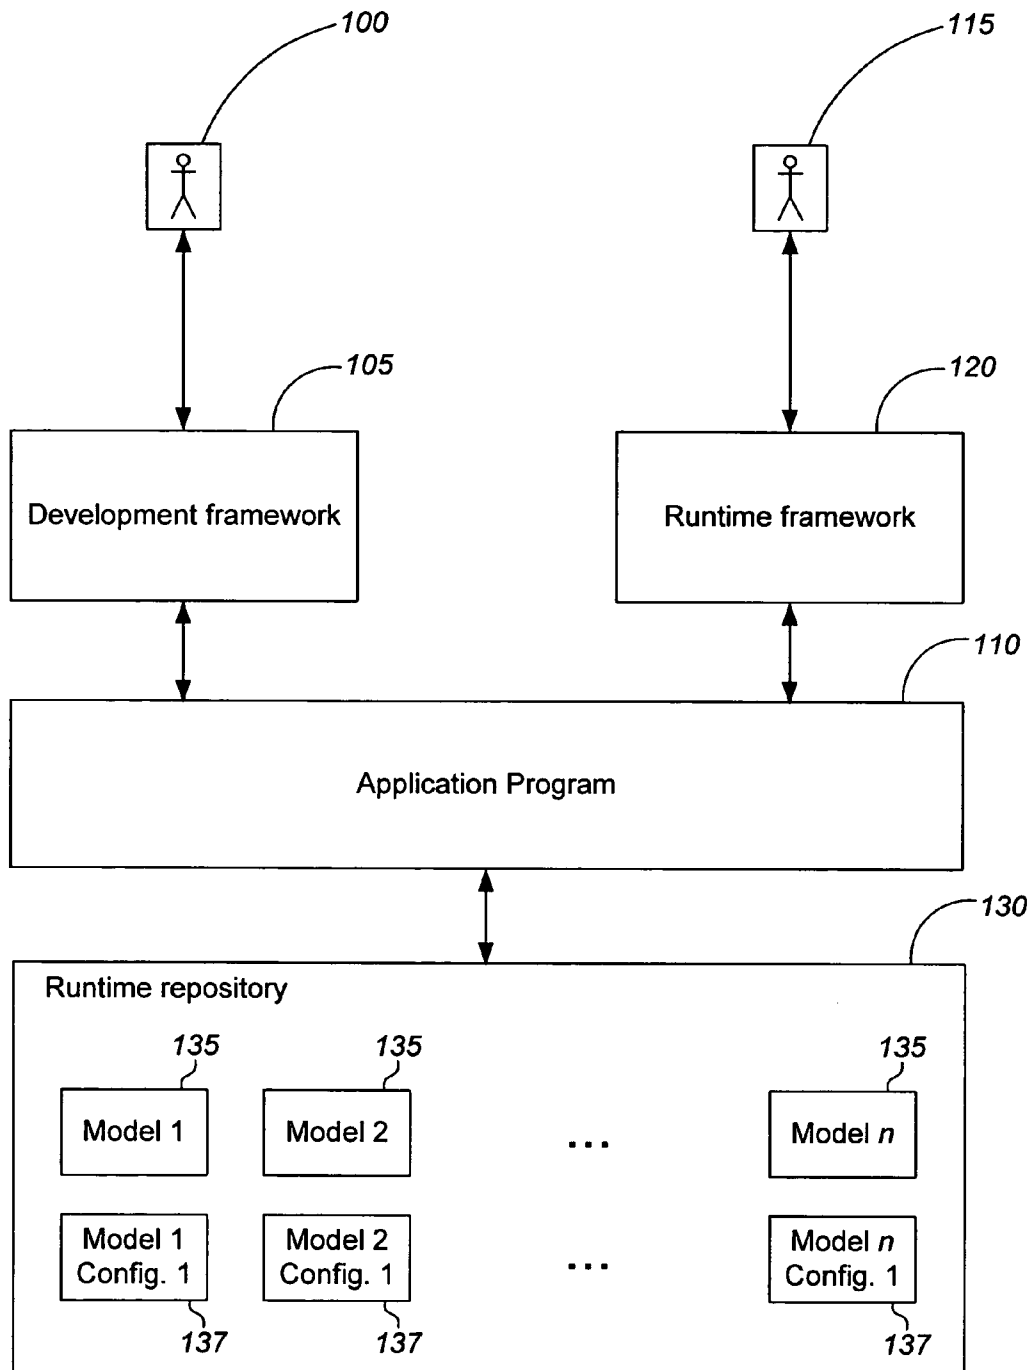 100
115
105
120
Development framework
Runtime framework
110
Application Program
130
Runtime repository
135
135
135
Model 1
Model 2
...
Model n
Model 1
Config. 1
Model 2
Config. 1
...
Model n
Config. 1
137
137
137